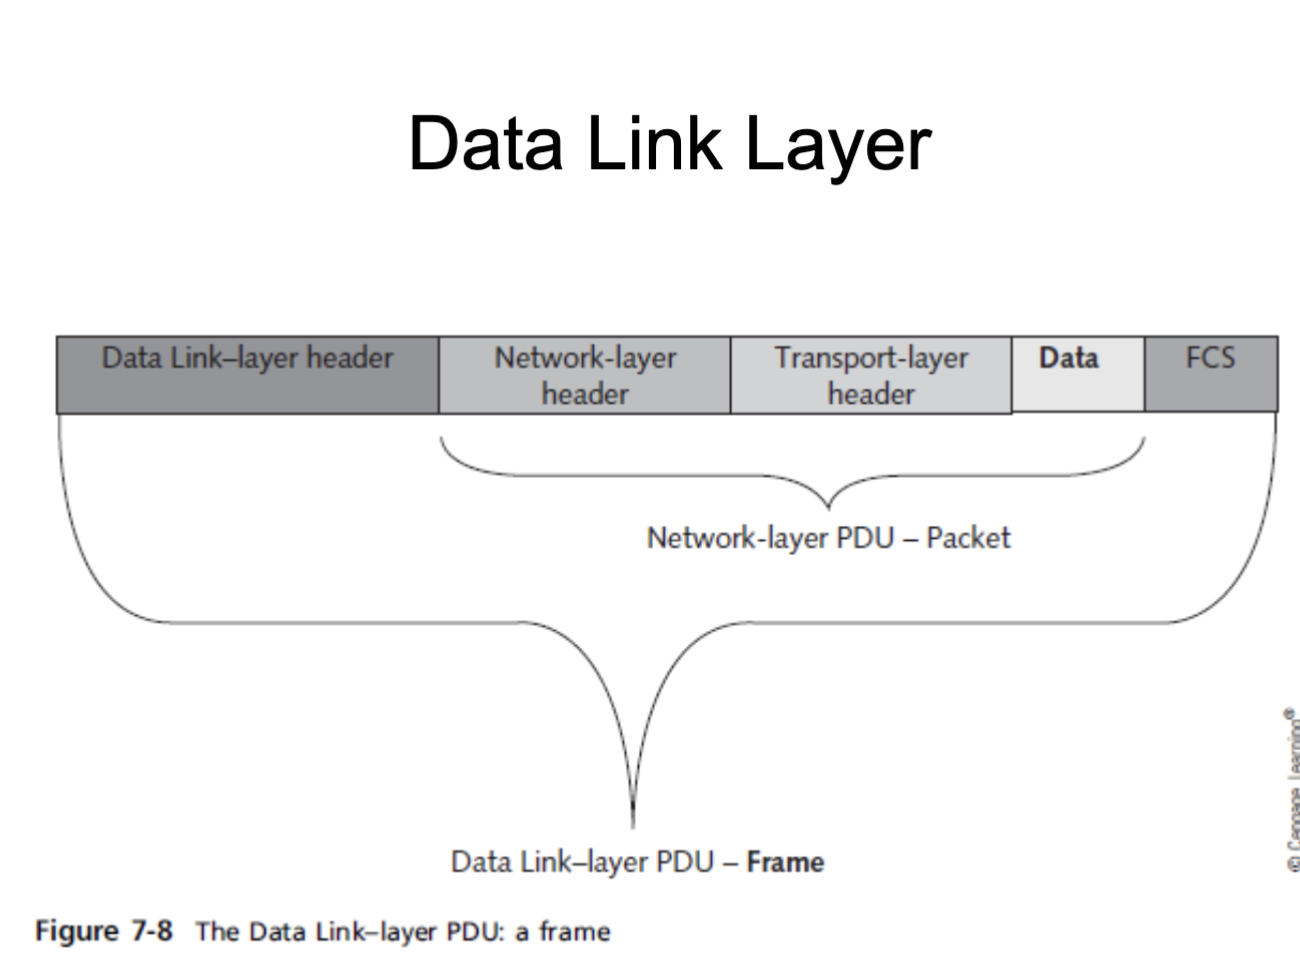 Data Link Layer
Data Link–layer header
Network-layer
header
Transport-layer
header
Data
FCS
Network-layer PDU – Packet
Data Link–layer PDU – Frame
© Cengage Learning®
Figure 7-8 The Data Link–layer PDU: a frame